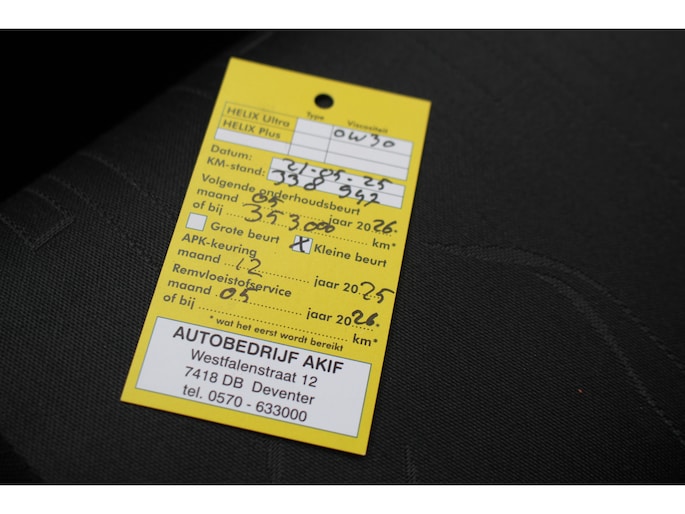 Type Viscositeit
HELIX Ultra 0W30
HELIX Plus
Datum: 21-05-25
KM-stand: 338 942
Volgende onderhoudsbeurt
maand 05 jaar 2026.
of bij 353.000 km*
Grote beurt X Kleine beurt
APK-keuring
maand 12 jaar 2025
Remvloeistofservice
maand 05 jaar 2026.
of bij km*
* wat het eerst wordt bereikt
AUTOBEDRIJF AKIF
Westfalenstraat 12
7418 DB Deventer
tel. 0570 - 633000